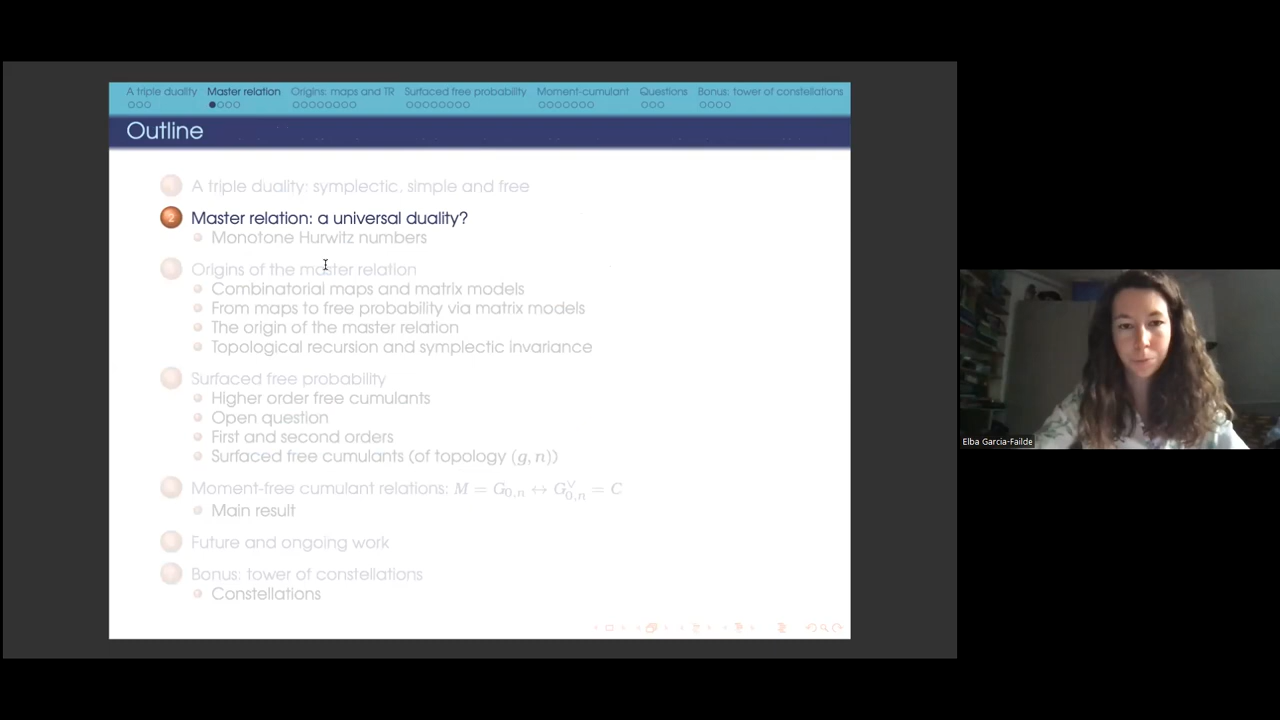 A triple duality Master relation Origins: maps and TR Surfaced free probability Moment-cumulant Questions Bonus: tower of constellations
Outline
1 A triple duality: symplectic, simple and free
2 Master relation: a universal duality?
Monotone Hurwitz numbers
Origins of the master relation
Combinatorial maps and matrix models
From maps to free probability via matrix models
The origin of the master relation
Topological recursion and symplectic invariance
Surfaced free probability
Higher order free cumulants
Open question
First and second orders
Surfaced free cumulants (of topology (g, n))
Moment-free cumulant relations: M = G₀,ₙ ↔ G^∨₀,ₙ = C
Main result
Future and ongoing work
Bonus: tower of constellations
Constellations
Elba Garcia-Failde